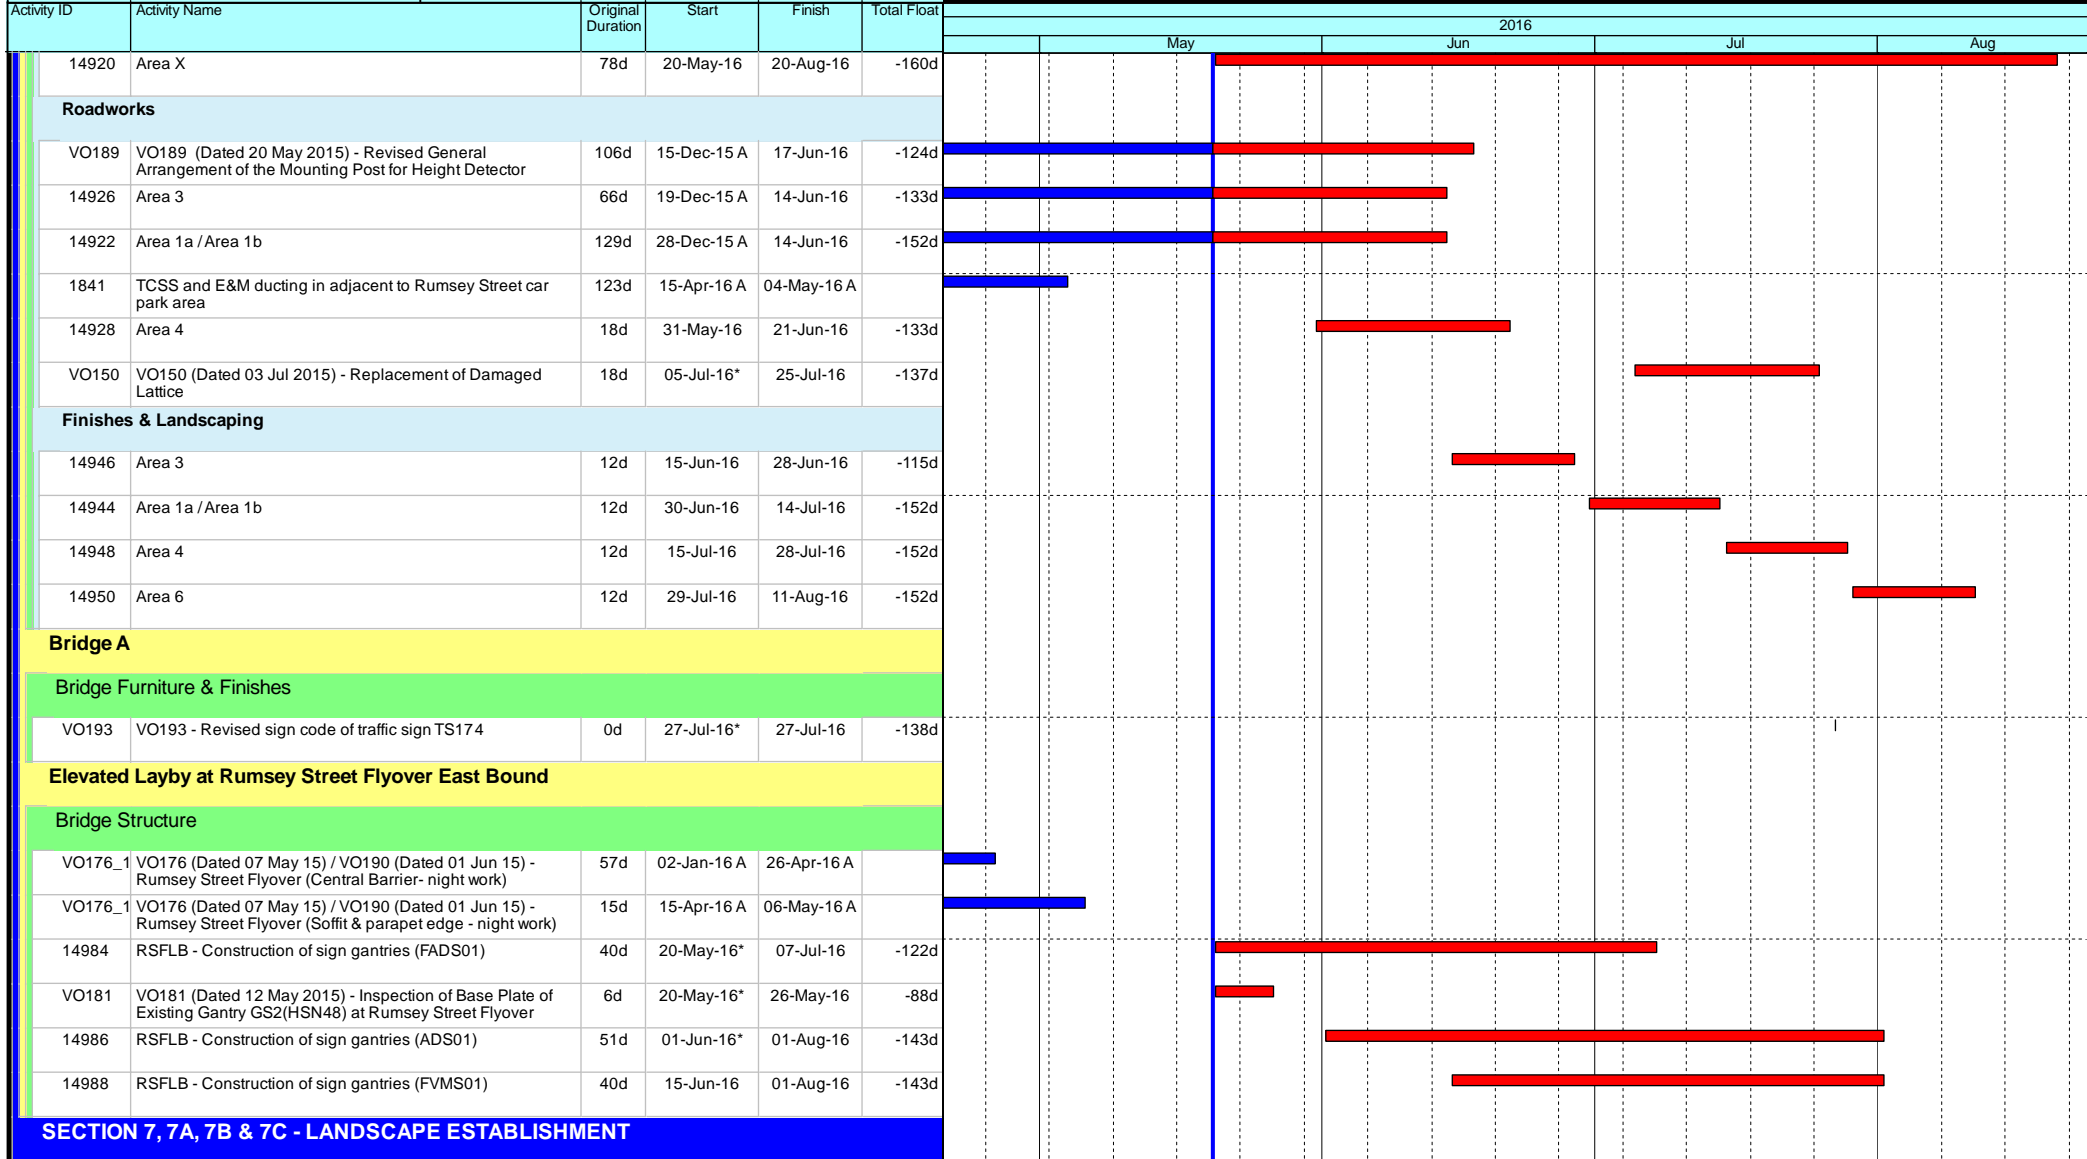 Activity ID Activity Name Original Start Finish Total Float
Duration
2016
May Jun Jul Aug
14920 Area X 78d 20-May-16 20-Aug-16 -160d
Roadworks
VO189 VO189 (Dated 20 May 2015) - Revised General 106d 15-Dec-15 A 17-Jun-16 -124d
Arrangement of the Mounting Post for Height Detector
14926 Area 3 66d 19-Dec-15 A 14-Jun-16 -133d
14922 Area 1a / Area 1b 129d 28-Dec-15 A 14-Jun-16 -152d
1841 TCSS and E&M ducting in adjacent to Rumsey Street car 123d 15-Apr-16 A 04-May-16 A
park area
14928 Area 4 18d 31-May-16 21-Jun-16 -133d
VO150 VO150 (Dated 03 Jul 2015) - Replacement of Damaged 18d 05-Jul-16* 25-Jul-16 -137d
Lattice
Finishes & Landscaping
14946 Area 3 12d 15-Jun-16 28-Jun-16 -115d
14944 Area 1a / Area 1b 12d 30-Jun-16 14-Jul-16 -152d
14948 Area 4 12d 15-Jul-16 28-Jul-16 -152d
14950 Area 6 12d 29-Jul-16 11-Aug-16 -152d
Bridge A
Bridge Furniture & Finishes
VO193 VO193 - Revised sign code of traffic sign TS174 0d 27-Jul-16* 27-Jul-16 -138d
Elevated Layby at Rumsey Street Flyover East Bound
Bridge Structure
VO176_1 VO176 (Dated 07 May 15) / VO190 (Dated 01 Jun 15) - 57d 02-Jan-16 A 26-Apr-16 A
Rumsey Street Flyover (Central Barrier- night work)
VO176_1 VO176 (Dated 07 May 15) / VO190 (Dated 01 Jun 15) - 15d 15-Apr-16 A 06-May-16 A
Rumsey Street Flyover (Soffit & parapet edge - night work)
14984 RSFLB - Construction of sign gantries (FADS01) 40d 20-May-16* 07-Jul-16 -122d
VO181 VO181 (Dated 12 May 2015) - Inspection of Base Plate of 6d 20-May-16* 26-May-16 -88d
Existing Gantry GS2(HSN48) at Rumsey Street Flyover
14986 RSFLB - Construction of sign gantries (ADS01) 51d 01-Jun-16* 01-Aug-16 -143d
14988 RSFLB - Construction of sign gantries (FVMS01) 40d 15-Jun-16 01-Aug-16 -143d
SECTION 7, 7A, 7B & 7C - LANDSCAPE ESTABLISHMENT